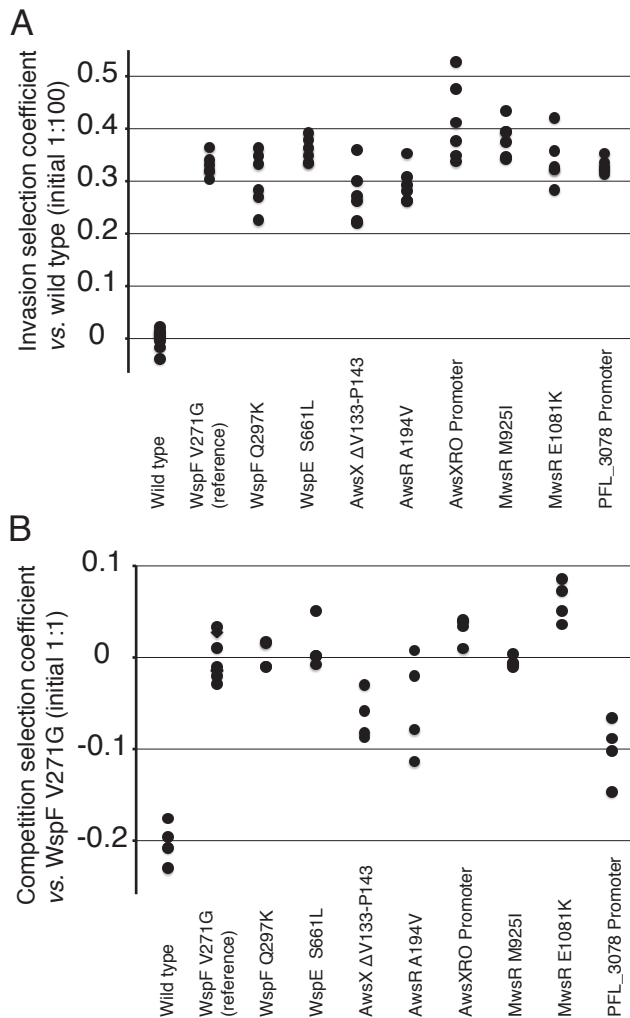 A
Invasion selection coefficient
vs. wild type (initial 1:100)
0.5
0.4
0.3
0.2
0.1
0
Wild type
WspF V271G
(reference)
WspF Q297K
WspE S661L
AwsX ΔV133-P143
AwsR A194V
AwsXRO Promoter
MwsR M925I
MwsR E1081K
PFL_3078 Promoter
B
Competition selection coefficient
vs. WspF V271G (initial 1:1)
0.1
0
-0.1
-0.2
Wild type
WspF V271G
(reference)
WspF Q297K
WspE S661L
AwsX ΔV133-P143
AwsR A194V
AwsXRO Promoter
MwsR M925I
MwsR E1081K
PFL_3078 Promoter